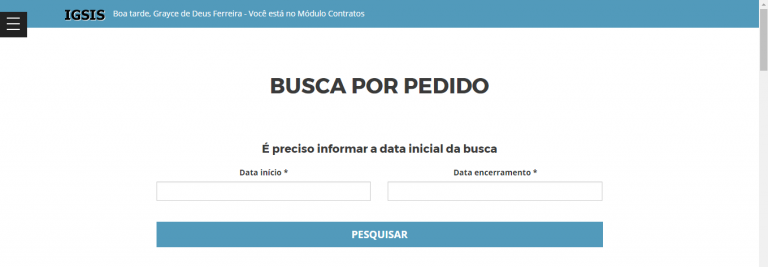 IGSIS Boa tarde, Grayce de Deus Ferreira - Você está no Módulo Contratos
BUSCA POR PEDIDO
É preciso informar a data inicial da busca
Data início * Data encerramento *
PESQUISAR